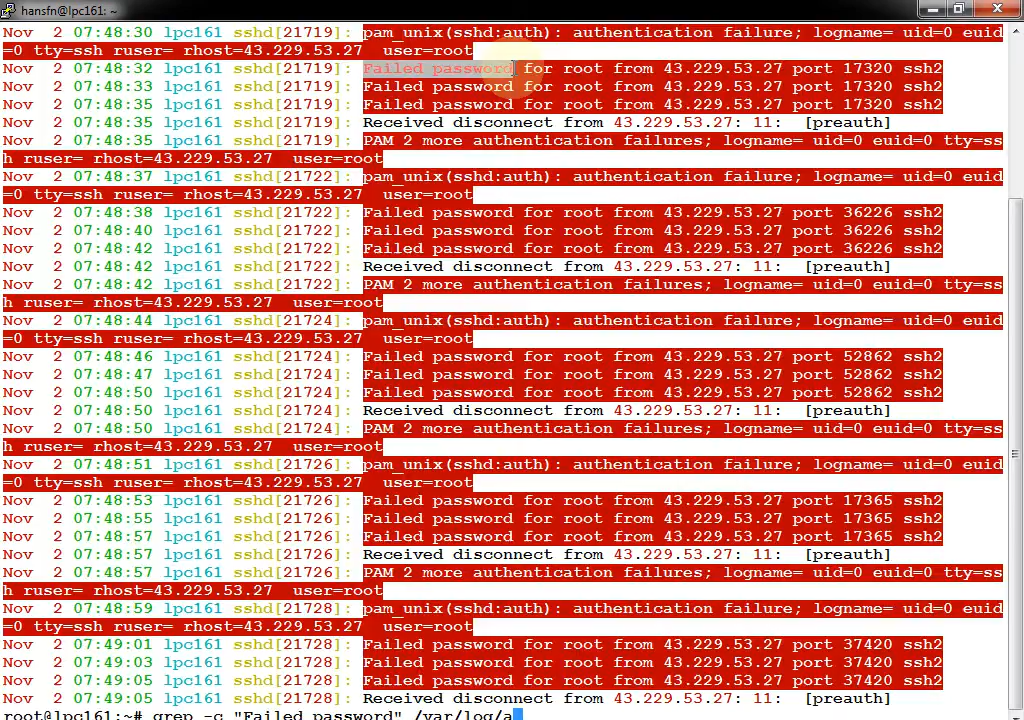 hansfn@lpc161: ~
Nov  2 07:48:30 lpc161 sshd[21719]: pam_unix(sshd:auth): authentication failure; logname= uid=0 euid
=0 tty=ssh ruser= rhost=43.229.53.27  user=root
Nov  2 07:48:32 lpc161 sshd[21719]: Failed password for root from 43.229.53.27 port 17320 ssh2
Nov  2 07:48:33 lpc161 sshd[21719]: Failed password for root from 43.229.53.27 port 17320 ssh2
Nov  2 07:48:35 lpc161 sshd[21719]: Failed password for root from 43.229.53.27 port 17320 ssh2
Nov  2 07:48:35 lpc161 sshd[21719]: Received disconnect from 43.229.53.27: 11:  [preauth]
Nov  2 07:48:35 lpc161 sshd[21719]: PAM 2 more authentication failures; logname= uid=0 euid=0 tty=ss
h ruser= rhost=43.229.53.27  user=root
Nov  2 07:48:37 lpc161 sshd[21722]: pam_unix(sshd:auth): authentication failure; logname= uid=0 euid
=0 tty=ssh ruser= rhost=43.229.53.27  user=root
Nov  2 07:48:38 lpc161 sshd[21722]: Failed password for root from 43.229.53.27 port 36226 ssh2
Nov  2 07:48:40 lpc161 sshd[21722]: Failed password for root from 43.229.53.27 port 36226 ssh2
Nov  2 07:48:42 lpc161 sshd[21722]: Failed password for root from 43.229.53.27 port 36226 ssh2
Nov  2 07:48:42 lpc161 sshd[21722]: Received disconnect from 43.229.53.27: 11:  [preauth]
Nov  2 07:48:42 lpc161 sshd[21722]: PAM 2 more authentication failures; logname= uid=0 euid=0 tty=ss
h ruser= rhost=43.229.53.27  user=root
Nov  2 07:48:44 lpc161 sshd[21724]: pam_unix(sshd:auth): authentication failure; logname= uid=0 euid
=0 tty=ssh ruser= rhost=43.229.53.27  user=root
Nov  2 07:48:46 lpc161 sshd[21724]: Failed password for root from 43.229.53.27 port 52862 ssh2
Nov  2 07:48:47 lpc161 sshd[21724]: Failed password for root from 43.229.53.27 port 52862 ssh2
Nov  2 07:48:50 lpc161 sshd[21724]: Failed password for root from 43.229.53.27 port 52862 ssh2
Nov  2 07:48:50 lpc161 sshd[21724]: Received disconnect from 43.229.53.27: 11:  [preauth]
Nov  2 07:48:50 lpc161 sshd[21724]: PAM 2 more authentication failures; logname= uid=0 euid=0 tty=ss
h ruser= rhost=43.229.53.27  user=root
Nov  2 07:48:51 lpc161 sshd[21726]: pam_unix(sshd:auth): authentication failure; logname= uid=0 euid
=0 tty=ssh ruser= rhost=43.229.53.27  user=root
Nov  2 07:48:53 lpc161 sshd[21726]: Failed password for root from 43.229.53.27 port 17365 ssh2
Nov  2 07:48:55 lpc161 sshd[21726]: Failed password for root from 43.229.53.27 port 17365 ssh2
Nov  2 07:48:57 lpc161 sshd[21726]: Failed password for root from 43.229.53.27 port 17365 ssh2
Nov  2 07:48:57 lpc161 sshd[21726]: Received disconnect from 43.229.53.27: 11:  [preauth]
Nov  2 07:48:57 lpc161 sshd[21726]: PAM 2 more authentication failures; logname= uid=0 euid=0 tty=ss
h ruser= rhost=43.229.53.27  user=root
Nov  2 07:48:59 lpc161 sshd[21728]: pam_unix(sshd:auth): authentication failure; logname= uid=0 euid
=0 tty=ssh ruser= rhost=43.229.53.27  user=root
Nov  2 07:49:01 lpc161 sshd[21728]: Failed password for root from 43.229.53.27 port 37420 ssh2
Nov  2 07:49:03 lpc161 sshd[21728]: Failed password for root from 43.229.53.27 port 37420 ssh2
Nov  2 07:49:05 lpc161 sshd[21728]: Failed password for root from 43.229.53.27 port 37420 ssh2
Nov  2 07:49:05 lpc161 sshd[21728]: Received disconnect from 43.229.53.27: 11:  [preauth]
root@lpc161:~# grep -c "Failed password" /var/log/a